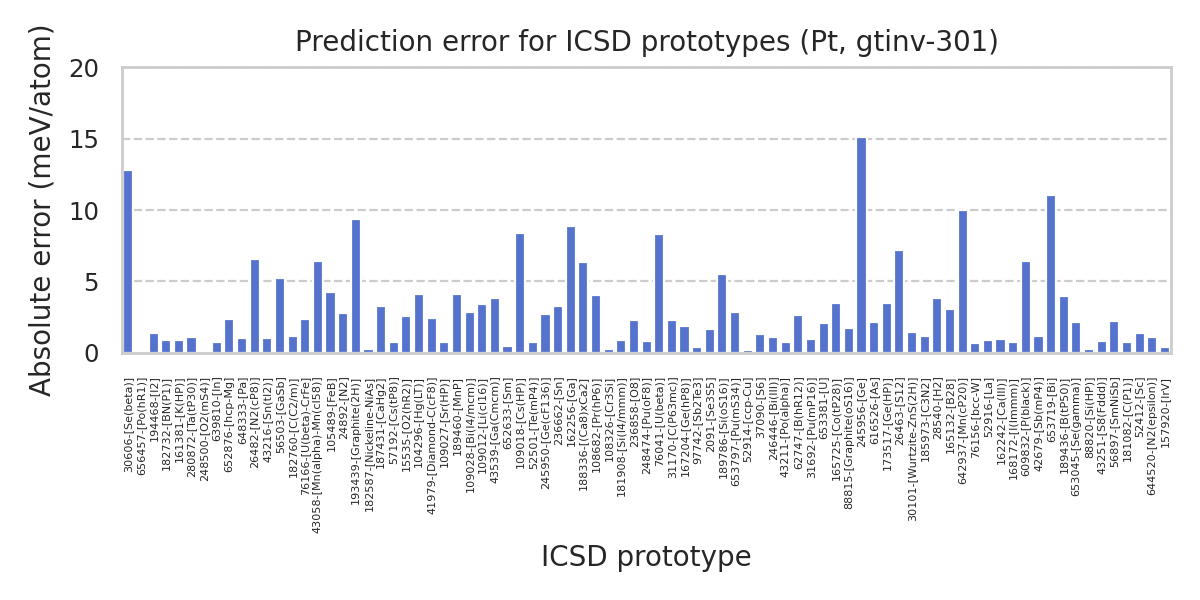 Prediction error for ICSD prototypes (Pt, gtinv-301)
Absolute error (meV/atom)
20
15
10
5
0
30606-[Se(beta)]
656457-[Po(hR1)]
194468-[I2]
182732-[BN(P1)]
161381-[K(HP)]
280872-[Ta(tP30)]
248500-[O2(mS4)]
639810-[In]
652876-[hcp-Mg]
648333-[Pa]
26482-[N2(cP8)]
43216-[Sn(tI2)]
56503-[GaSb]
182760-[C(C2/m)]
76166-[U(beta)-CrFe]
43058-[Mn(alpha)-Mn(cI58)]
105489-[FeB]
24892-[N2]
193439-[Graphite(2H)]
182587-[Nickeline-NiAs]
187431-[CaHg2]
57192-[Cs(tP8)]
15535-[O2(hR2)]
104296-[Hg(LT)]
41979-[Diamond-C(cF8)]
109027-[Sr(HP)]
189460-[MnP]
109028-[Bi(I4/mcm)]
109012-[Li(cI16)]
43539-[Ga(Cmcm)]
652633-[Sm]
109018-[Cs(HP)]
52501-[Te(mP4)]
245950-[Ge(cF136)]
236662-[Sn]
162256-[Ga]
188336-[(Ca8)xCa2]
108682-[Pr(hP6)]
108326-[Cr3Si]
181908-[Si(I4/mmm)]
236858-[O8]
248474-[Pu(oF8)]
76041-[U(beta)]
31170-[C(P63mc)]
167204-[Ge(hP8)]
97742-[Sb2Te3]
2091-[Se3S5]
189786-[Si(oS16)]
653797-[Pu(mS34)]
52914-[ccp-Cu]
37090-[S6]
246446-[Bi(III)]
43211-[Po(alpha)]
62747-[B(hR12)]
31692-[Pu(mP16)]
653381-[U]
165725-[Co(tP28)]
88815-[Graphite(oS16)]
245956-[Ge]
616526-[As]
173517-[Ge(HP)]
26463-[S12]
30101-[Wurtzite-ZnS(2H)]
185973-[C3N2]
28540-[H2]
165132-[B28]
642937-[Mn(cP20)]
76156-[bcc-W]
52916-[La]
162242-[Ca(III)]
168172-[I(Immm)]
609832-[P(black)]
42679-[Sb(mP4)]
653719-[Bi]
189436-[B(tP50)]
653045-[Se(gamma)]
88820-[Si(HP)]
43251-[S8(Fddd)]
56897-[SmNiSb]
181082-[C(P1)]
52412-[Sc]
644520-[N2(epsilon)]
157920-[IrV]
ICSD prototype